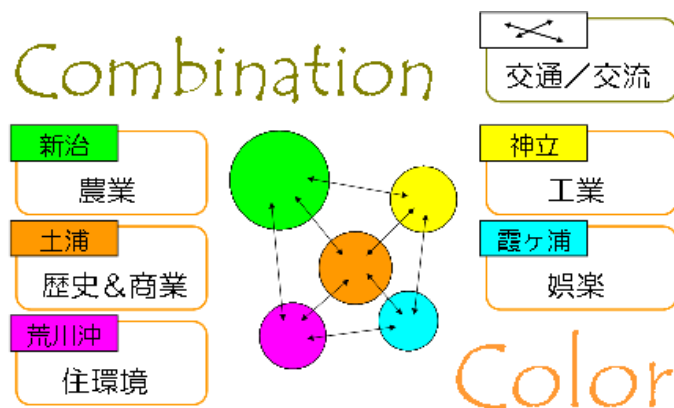 Combination
交通／交流
新治
農業
土浦
歴史＆商業
荒川沖
住環境
神立
工業
霞ヶ浦
娯楽
Color